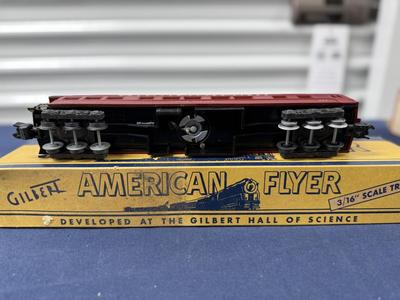 GILBERT AMERICAN FLYER
3/16" SCALE TR
DEVELOPED AT THE GILBERT HALL OF SCIENCE